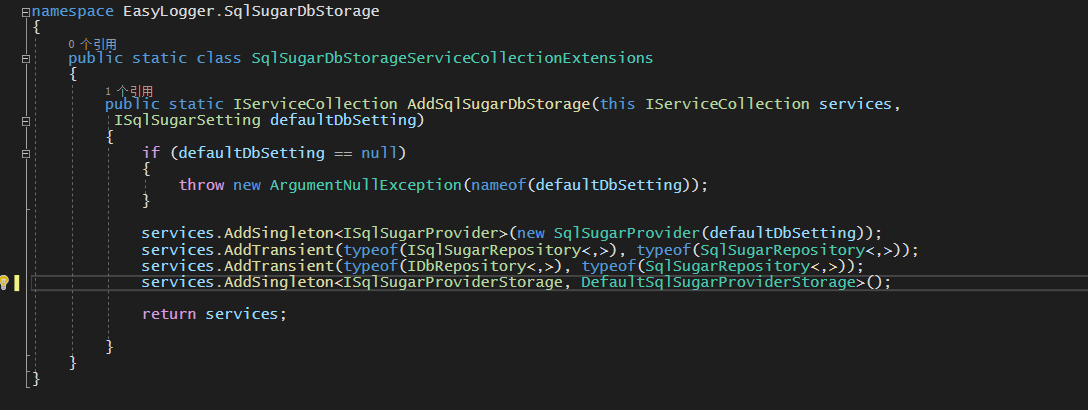 namespace EasyLogger.SqlSugarDbStorage
{
0 个引用
public static class SqlSugarDbStorageServiceCollectionExtensions
{
1 个引用
public static IServiceCollection AddSqlSugarDbStorage(this IServiceCollection services,
ISqlSugarSetting defaultDbSetting)
{
if (defaultDbSetting == null)
{
throw new ArgumentNullException(nameof(defaultDbSetting));
}
services.AddSingleton<ISqlSugarProvider>(new SqlSugarProvider(defaultDbSetting));
services.AddTransient(typeof(ISqlSugarRepository<,>), typeof(SqlSugarRepository<,>));
services.AddTransient(typeof(IDbRepository<,>), typeof(SqlSugarRepository<,>));
services.AddSingleton<ISqlSugarProviderStorage, DefaultSqlSugarProviderStorage>();
return services;
}
}
}